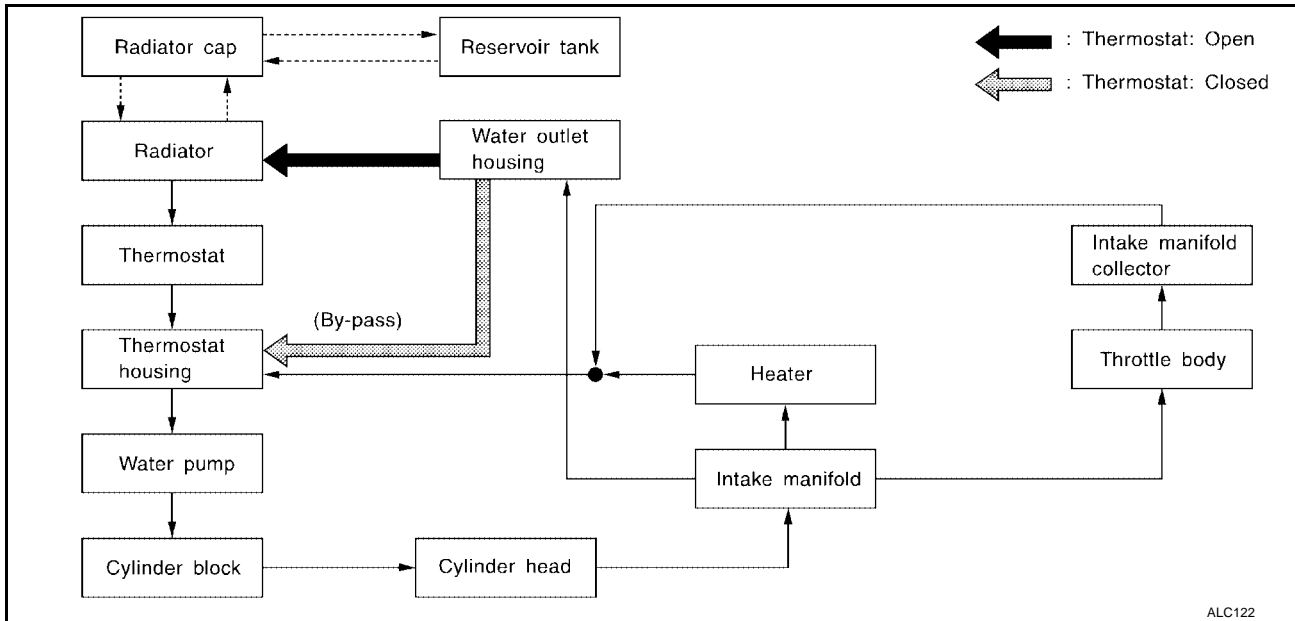 Radiator cap
Reservoir tank
: Thermostat: Open
: Thermostat: Closed
Radiator
Water outlet
housing
Thermostat
Intake manifold
collector
(By-pass)
Thermostat
housing
Heater
Throttle body
Water pump
Intake manifold
Cylinder block
Cylinder head
ALC122